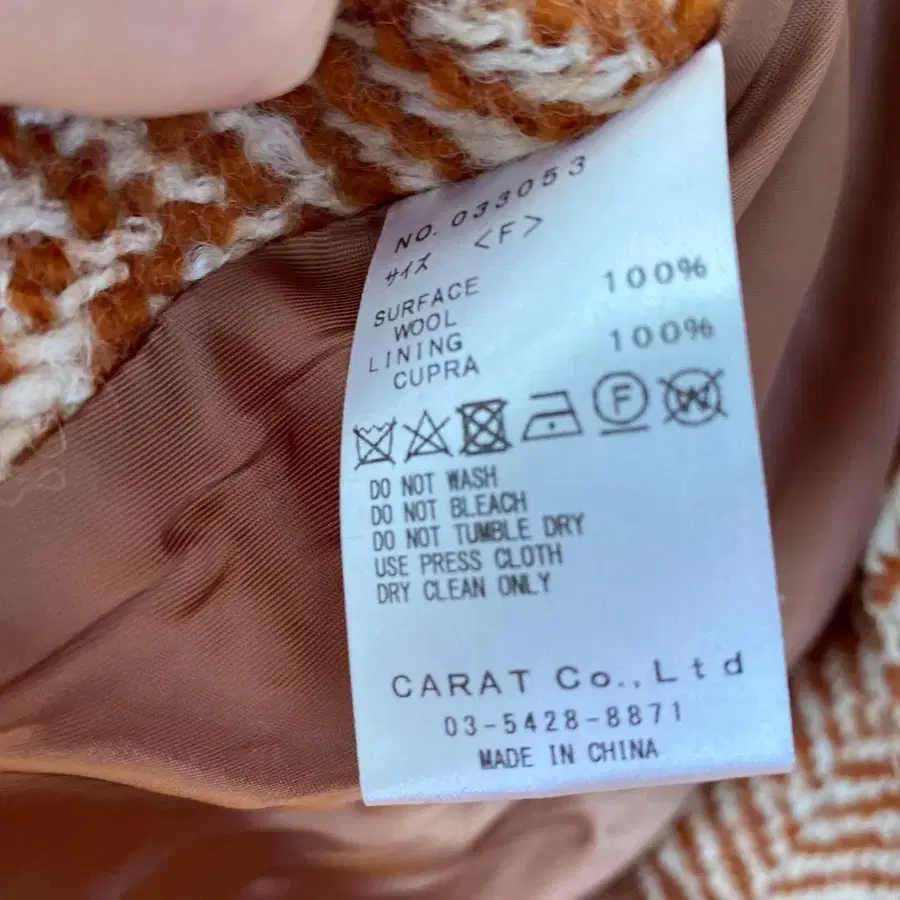 NO. 033053
サイズ <F>
SURFACE
WOOL 100%
LINING
CUPRA 100%
F W
DO NOT WASH
DO NOT BLEACH
DO NOT TUMBLE DRY
USE PRESS CLOTH
DRY CLEAN ONLY
CARAT Co., Ltd
03-5428-8871
MADE IN CHINA